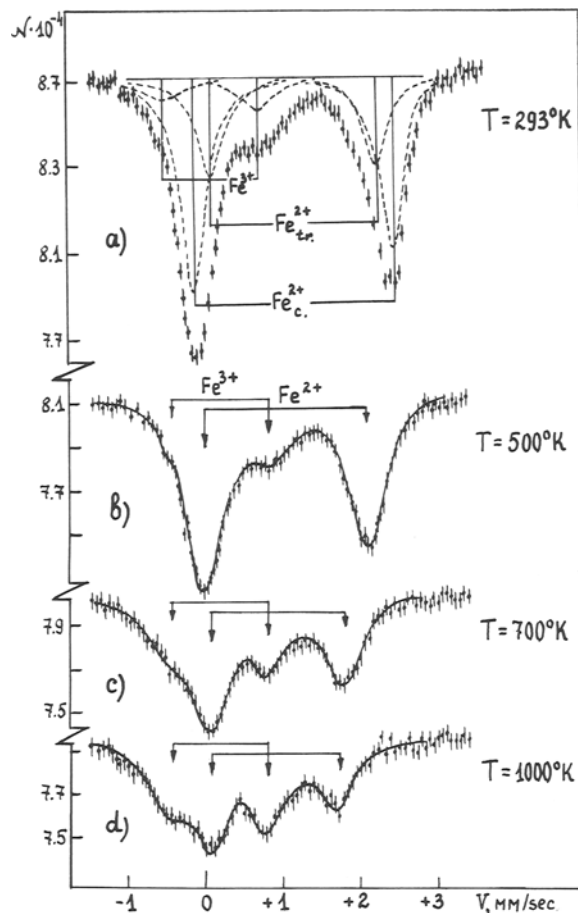 N·10⁻⁴
8.7
8.3
8.1
7.7
T=293°K
Fe³⁺
Fe²⁺tr.
Fe²⁺c.
a)
8.1
7.7
Fe³⁺ Fe²⁺
T=500°K
b)
7.9
7.5
T=700°K
c)
7.7
7.5
T=1000°K
d)
-1 0 +1 +2 +3 V, мм/sec.